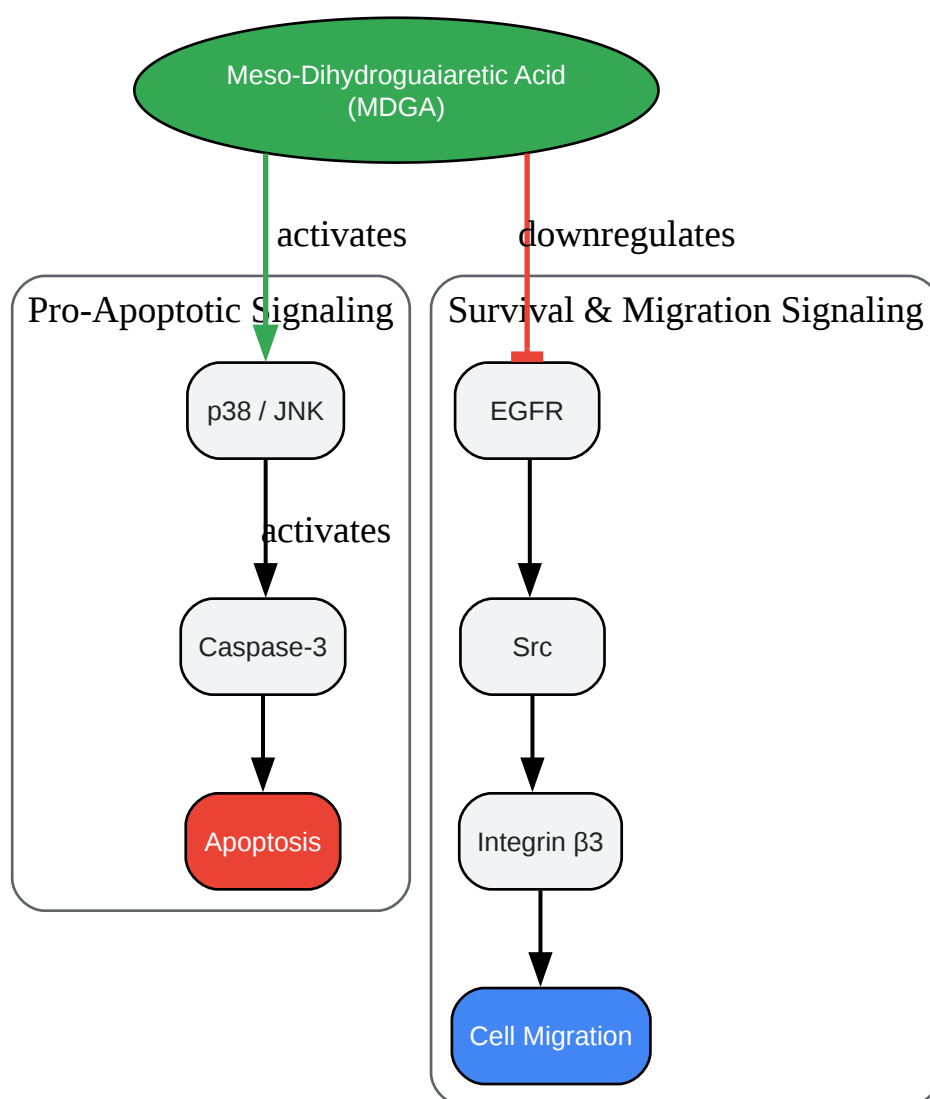 Meso-Dihydroguaiaretic Acid
(MDGA)
activates
downregulates
Pro-Apoptotic Signaling
p38 / JNK
activates
Caspase-3
Apoptosis
Survival & Migration Signaling
EGFR
Src
Integrin β3
Cell Migration